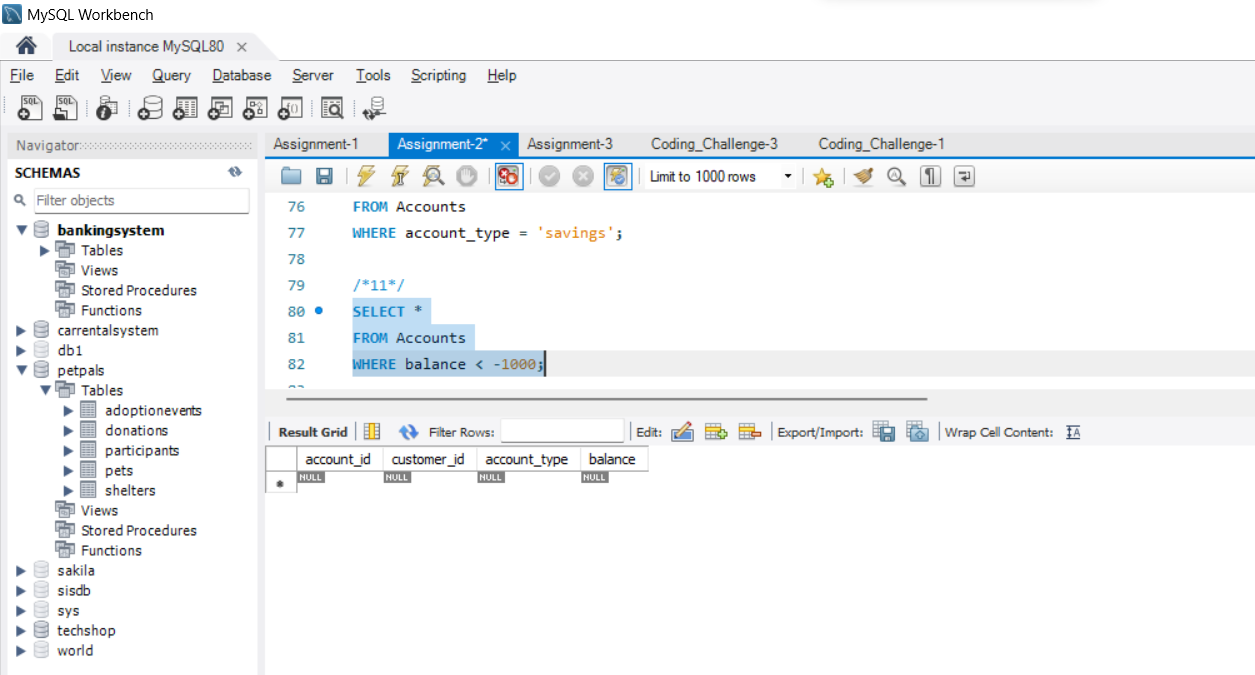 MySQL Workbench
Local instance MySQL80
File Edit View Query Database Server Tools Scripting Help
Navigator
SCHEMAS
Filter objects
bankingsystem
Tables
Views
Stored Procedures
Functions
carrentalsystem
db1
petpals
Tables
adoptionevents
donations
participants
pets
shelters
Views
Stored Procedures
Functions
sakila
sisdb
sys
techshop
world
Assignment-1 Assignment-2* Assignment-3 Coding_Challenge-3 Coding_Challenge-1
Limit to 1000 rows
76 FROM Accounts
77 WHERE account_type = 'savings';
78
79 /*11*/
80 SELECT *
81 FROM Accounts
82 WHERE balance < -1000;
Result Grid Filter Rows: Edit: Export/Import: Wrap Cell Content:
account_id customer_id account_type balance
NULL NULL NULL NULL